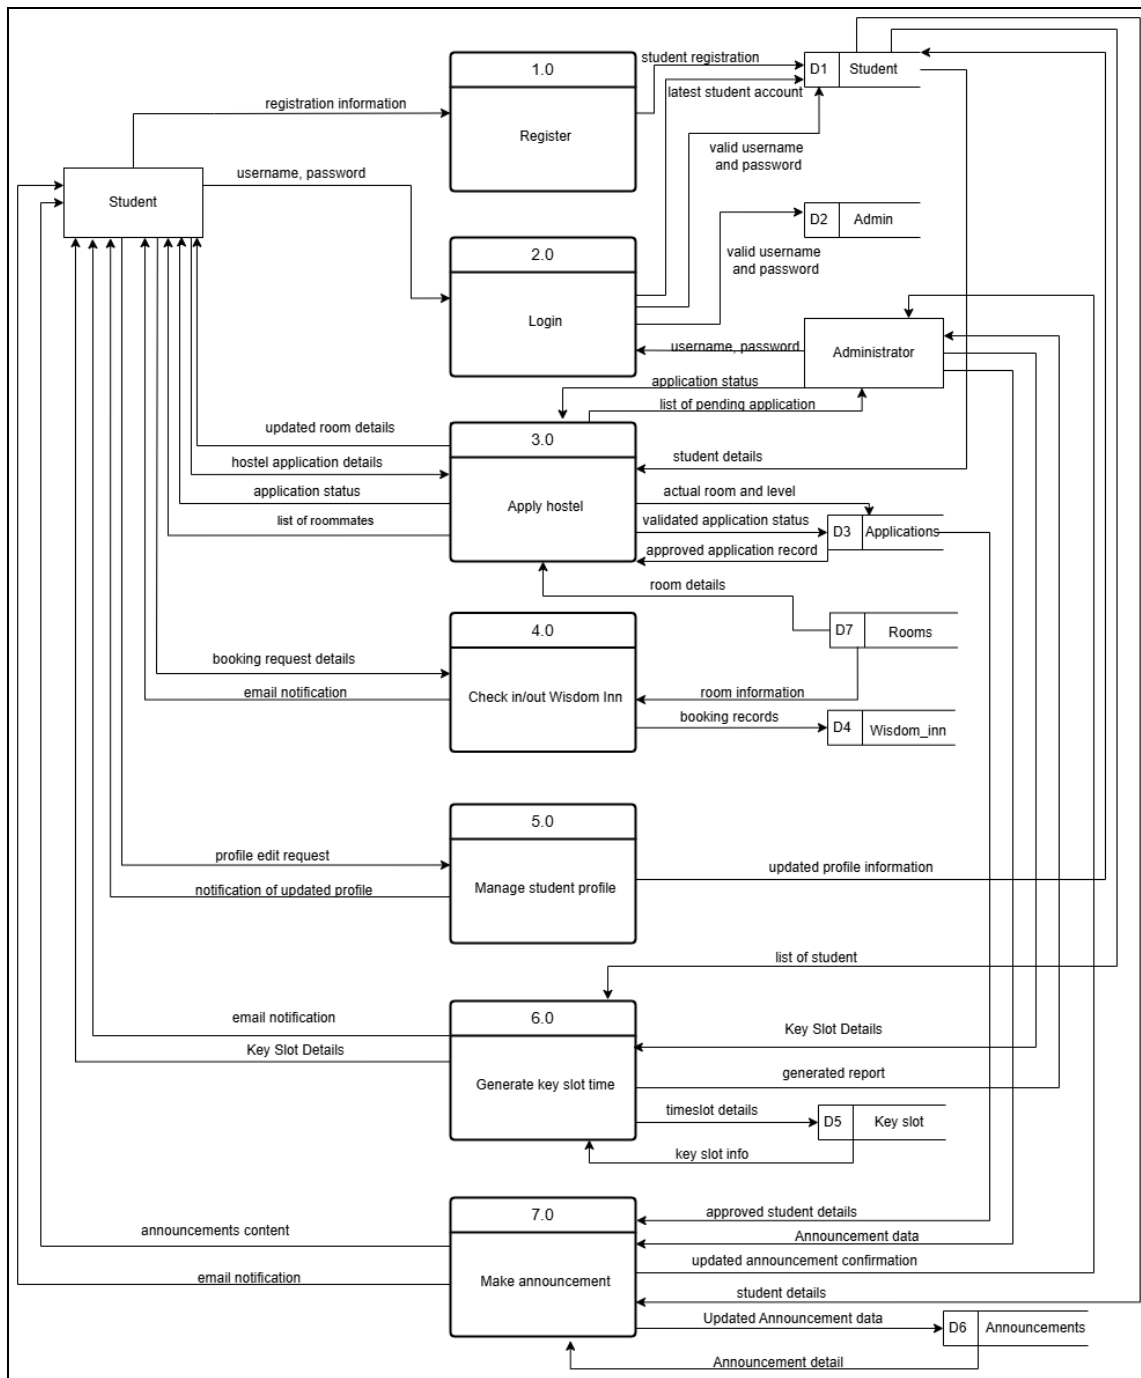 1.0
student registration
D1
Student
latest student account
registration information
Register
valid username
and password
username, password
Student
D2
Admin
2.0
valid username
and password
Login
username, password
Administrator
application status
list of pending application
updated room details
3.0
hostel application details
student details
application status
actual room and level
Apply hostel
list of roommates
validated application status
D3
Applications
approved application record
room details
4.0
D7
Rooms
booking request details
email notification
Check in/out Wisdom Inn
room information
booking records
D4
Wisdom_inn
5.0
profile edit request
updated profile information
notification of updated profile
Manage student profile
list of student
email notification
6.0
Key Slot Details
Key Slot Details
generated report
Generate key slot time
timeslot details
D5
Key slot
key slot info
7.0
approved student details
announcements content
Announcement data
updated announcement confirmation
email notification
Make announcement
student details
Updated Announcement data
D6
Announcements
Announcement detail